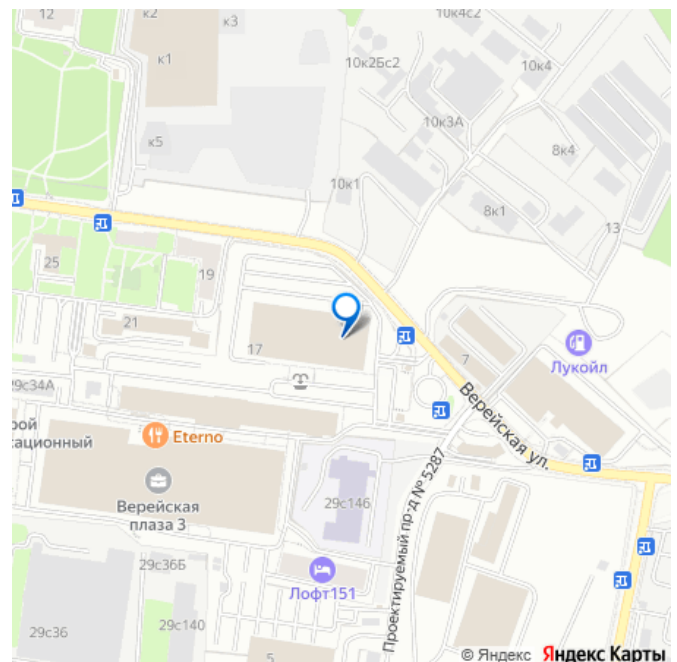 12
к2
к3
к1
10к4с2
10к2Бс2
10к4
10к3А
к5
8к4
10к1
8к1
13
25
19
21
17
7
Лукойл
29с34А
рой
кационный
Eterno
Верейская ул.
Верейская
плаза 3
29с146
Проектируемый пр-д № 5287
29с36Б
Лофт151
29с36
29с140
5
© Яндекс Яндекс Карты